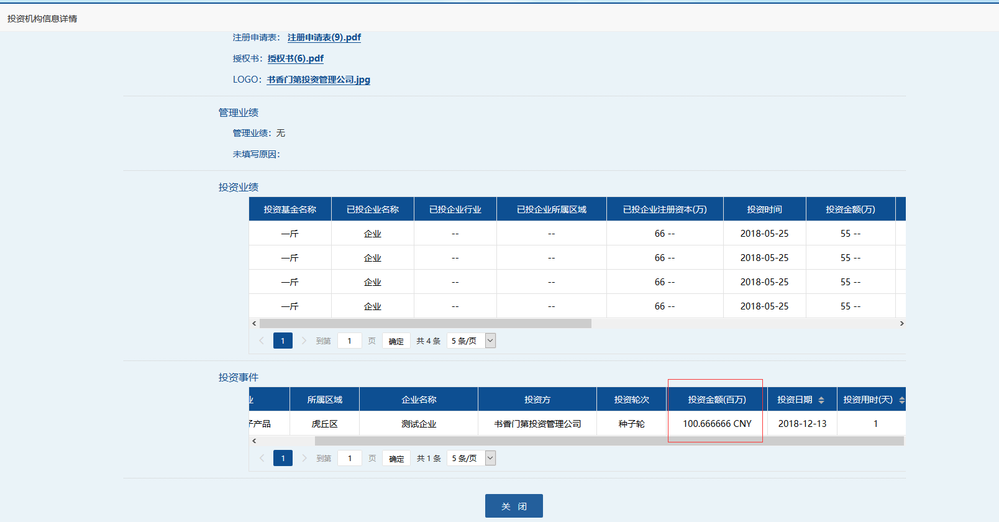 投资机构信息详情
注册申请表： 注册申请表(9).pdf
授权书：授权书(6).pdf
LOGO：书香门第投资管理公司.jpg
管理业绩
管理业绩：无
未填写原因：
投资业绩
投资基金名称 已投企业名称 已投企业行业 已投企业所属区域 已投企业注册资本(万) 投资时间 投资金额(万)
一斤 企业 -- -- 66 -- 2018-05-25 55 --
一斤 企业 -- -- 66 -- 2018-05-25 55 --
一斤 企业 -- -- 66 -- 2018-05-25 55 --
一斤 企业 -- -- 66 -- 2018-05-25 55 --
1 到第 1 页 确定 共 4 条 5 条/页
投资事件
业 所属区域 企业名称 投资方 投资轮次 投资金额(百万) 投资日期 投资用时(天)
子产品 虎丘区 测试企业 书香门第投资管理公司 种子轮 100.666666 CNY 2018-12-13 1
1 到第 1 页 确定 共 1 条 5 条/页
关 闭